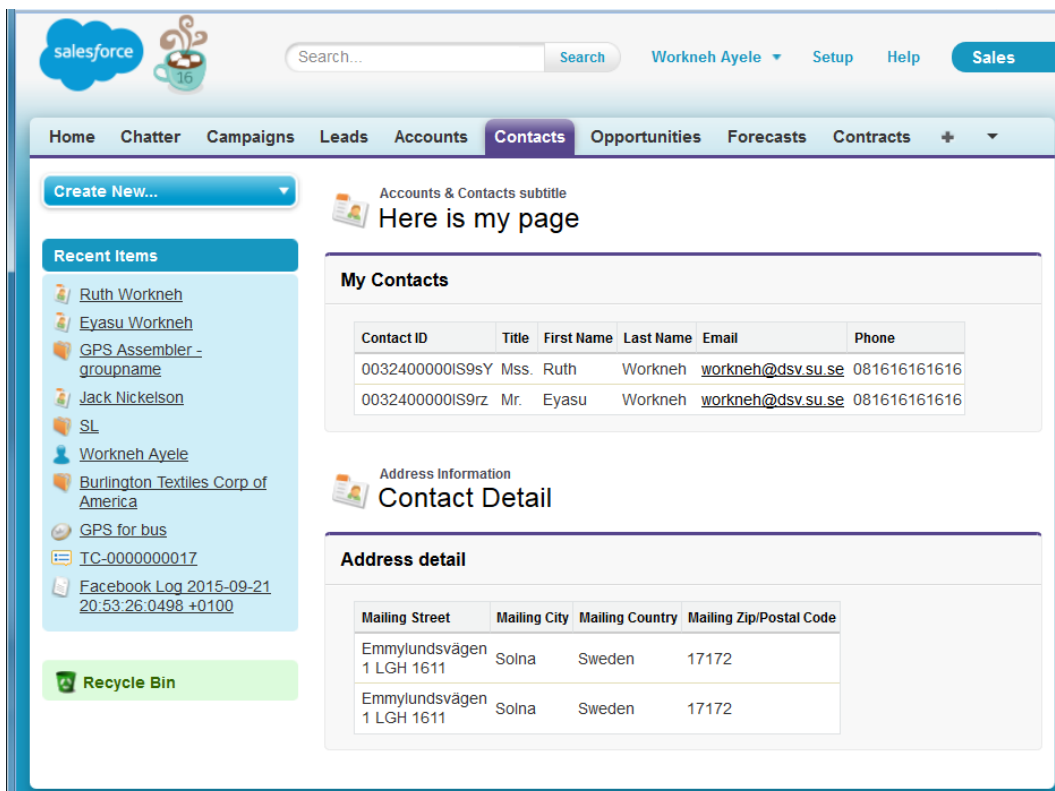 salesforce
16
Search...
Search
Workneh Ayele
Setup
Help
Sales
Home Chatter Campaigns Leads Accounts Contacts Opportunities Forecasts Contracts
Create New...
Recent Items
Ruth Workneh
Eyasu Workneh
GPS Assembler -
groupname
Jack Nickelson
SL
Workneh Ayele
Burlington Textiles Corp of
America
GPS for bus
TC-0000000017
Facebook Log 2015-09-21
20:53:26:0498 +0100
Recycle Bin
Accounts & Contacts subtitle
Here is my page
My Contacts
Contact ID Title First Name Last Name Email Phone
0032400000IS9sY Mss. Ruth Workneh workneh@dsv.su.se 081616161616
0032400000IS9rz Mr. Eyasu Workneh workneh@dsv.su.se 081616161616
Address Information
Contact Detail
Address detail
Mailing Street Mailing City Mailing Country Mailing Zip/Postal Code
Emmylundsvägen
1 LGH 1611 Solna Sweden 17172
Emmylundsvägen
1 LGH 1611 Solna Sweden 17172